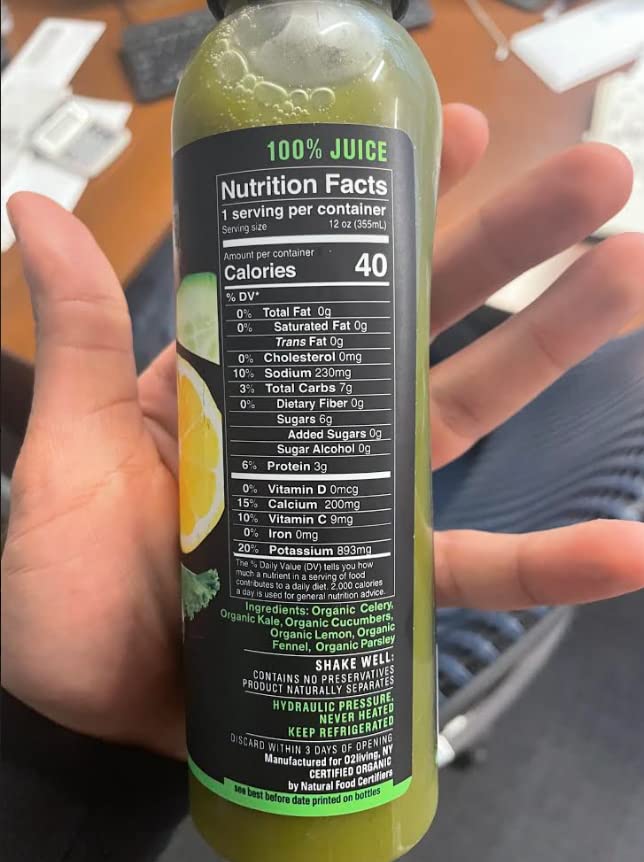 100% JUICE
Nutrition Facts
1 serving per container
Serving size 12 oz (355mL)
Amount per container
Calories 40
% DV*
0% Total Fat 0g
0% Saturated Fat 0g
Trans Fat 0g
0% Cholesterol 0mg
10% Sodium 230mg
3% Total Carbs 7g
0% Dietary Fiber 0g
Sugars 6g
Added Sugars 0g
Sugar Alcohol 0g
6% Protein 3g
0% Vitamin D 0mcg
15% Calcium 200mg
10% Vitamin C 9mg
0% Iron 0mg
20% Potassium 893mg
The % Daily Value (DV) tells you how
much a nutrient in a serving of food
contributes to a daily diet. 2,000 calories
a day is used for general nutrition advice.
Ingredients: Organic Celery,
Organic Kale, Organic Cucumbers,
Organic Lemon, Organic
Fennel, Organic Parsley
SHAKE WELL:
CONTAINS NO PRESERVATIVES
PRODUCT NATURALLY SEPARATES
HYDRAULIC PRESSURE,
NEVER HEATED
KEEP REFRIGERATED
DISCARD WITHIN 3 DAYS OF OPENING
Manufactured for O2living, NY
CERTIFIED ORGANIC
by Natural Food Certifiers
see best before date printed on bottles